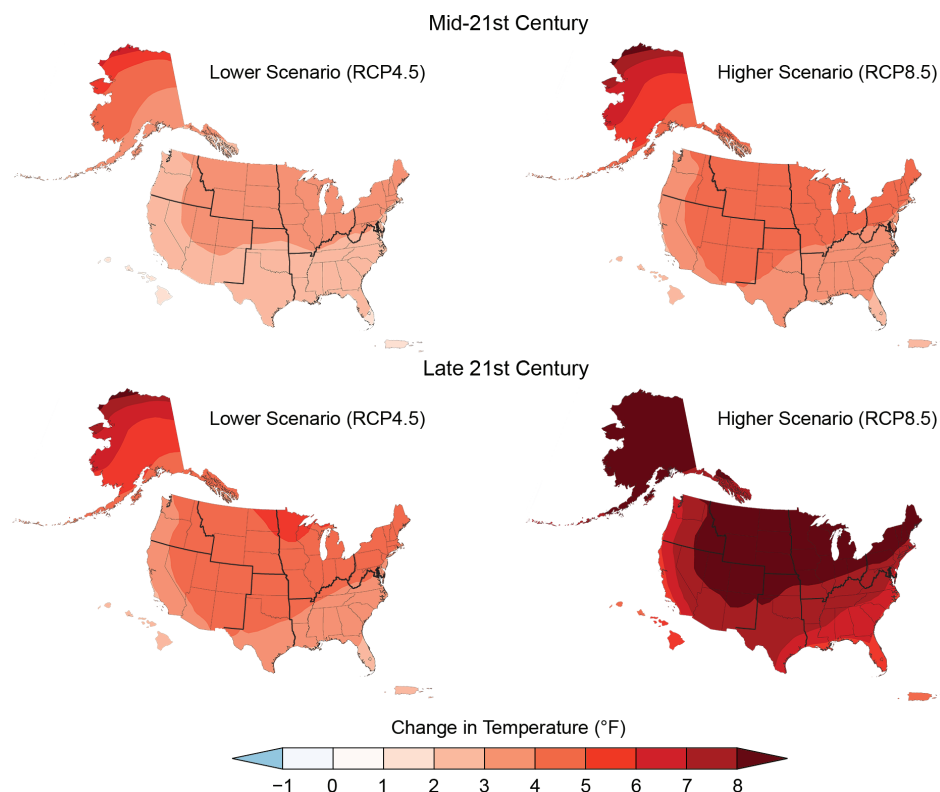 Mid-21st Century
Lower Scenario (RCP4.5)
Higher Scenario (RCP8.5)
Late 21st Century
Lower Scenario (RCP4.5)
Higher Scenario (RCP8.5)
Change in Temperature (°F)
−1 0 1 2 3 4 5 6 7 8